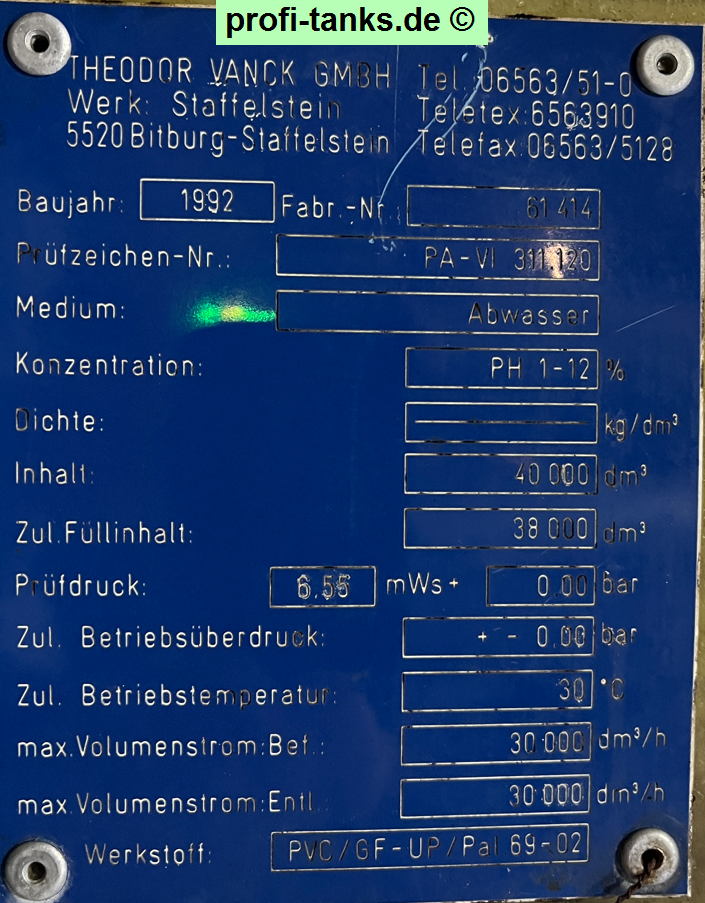 profi-tanks.de ©
THEODOR VANCK GMBH Tel. 06563/51-0
Werk: Staffelstein Teletex:6563910
5520 Bitburg-Staffelstein Telefax:06563/5128
Baujahr: 1992 Fabr.-Nr. 61 414
Prüfzeichen-Nr.: PA-VI 311.120
Medium: Abwasser
Konzentration: PH 1-12 %
Dichte: kg/dm³
Inhalt: 40 000 dm³
Zul.Füllinhalt: 38 000 dm³
Prüfdruck: 6.55 mWs + 0.00 bar
Zul. Betriebsüberdruck: + - 0.00 bar
Zul. Betriebstemperatur: 30 °C
max.Volumenstrom:Bef.: 30 000 dm³/h
max.Volumenstrom:Entl.: 30 000 dm³/h
Werkstoff: PVC/GF-UP/Pal 69-02